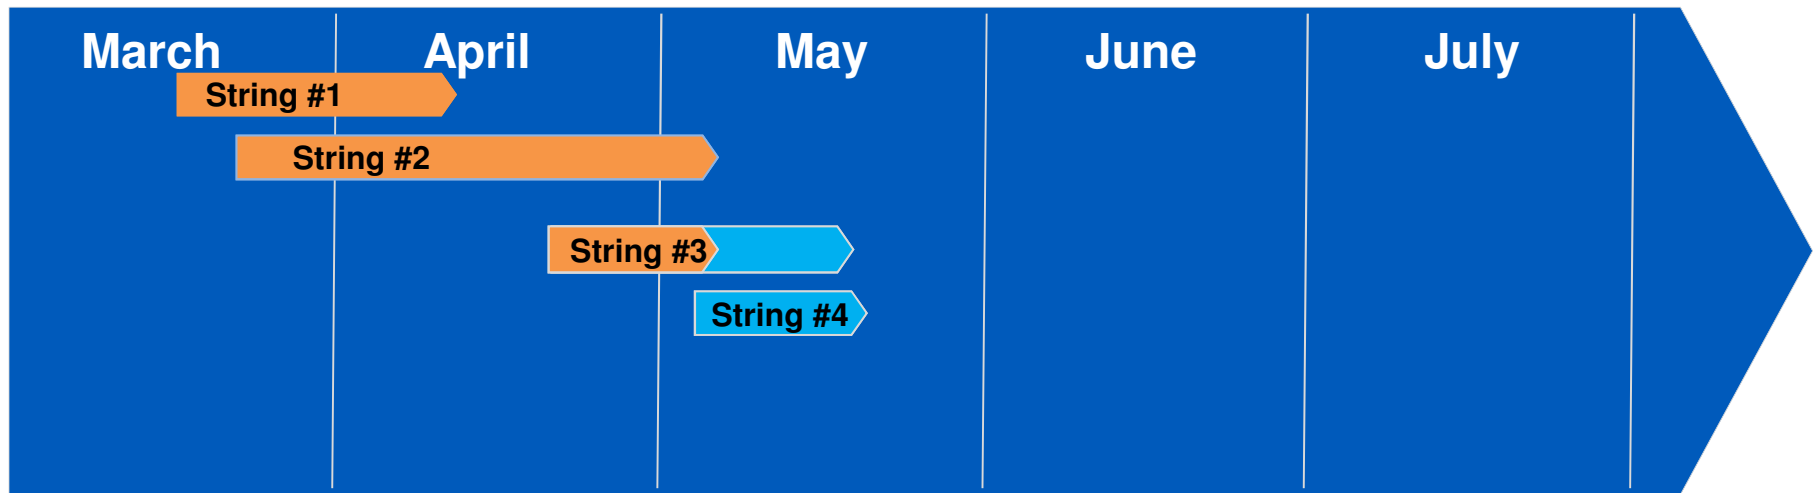 March April May June July
String #1
String #2
String #3
String #4